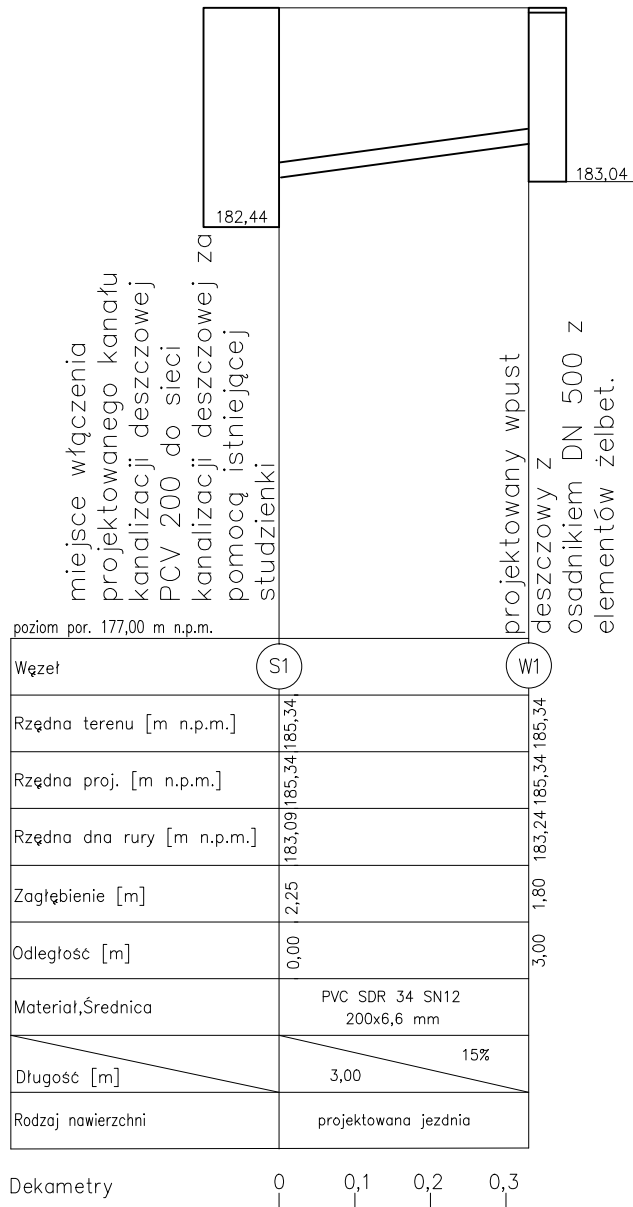 182,44
183,04
miejsce włączenia
projektowanego kanału
kanalizacji deszczowej
PCV 200 do sieci
kanalizacji deszczowej za
pomocą istniejącej
studzienki
projektowany wpust
deszczowy z
osadnikiem DN 500 z
elementów żelbet.
poziom por. 177,00 m n.p.m.
Węzeł S1 W1
Rzędna terenu [m n.p.m.] 185,34 185,34
Rzędna proj. [m n.p.m.] 185,34 185,34
Rzędna dna rury [m n.p.m.] 183,09 183,24
Zagłębienie [m] 2,25 1,80
Odległość [m] 0,00 3,00
Materiał,Średnica PVC SDR 34 SN12
200x6,6 mm
15%
Długość [m] 3,00
Rodzaj nawierzchni projektowana jezdnia
Dekametry 0 0,1 0,2 0,3